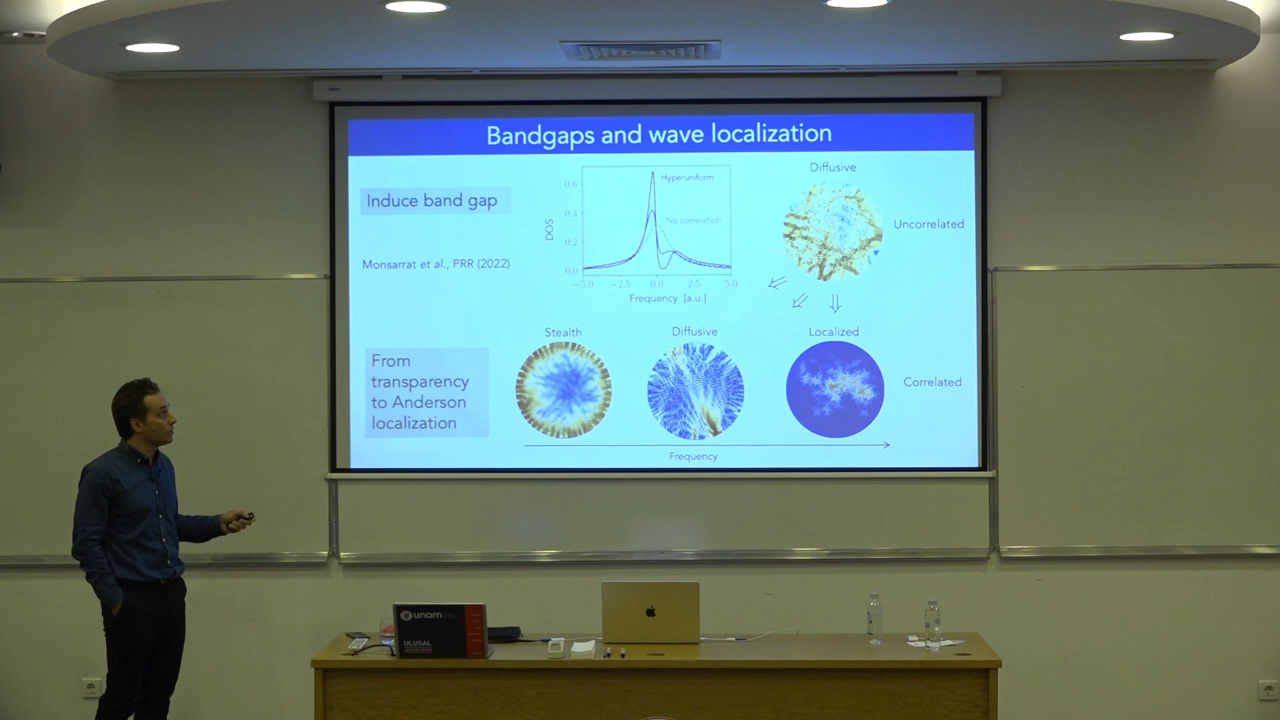 Bandgaps and wave localization
Induce band gap
Monsarrat et al., PRR (2022)
DOS
0.6
0.4
0.2
0.0
Hyperuniform
No correlation
−5.0 −2.5 0.0 2.5 5.0
Frequency [a.u.]
Diffusive
Uncorrelated
From
transparency
to Anderson
localization
Stealth
Diffusive
Localized
Correlated
Frequency
unam
ULUSAL